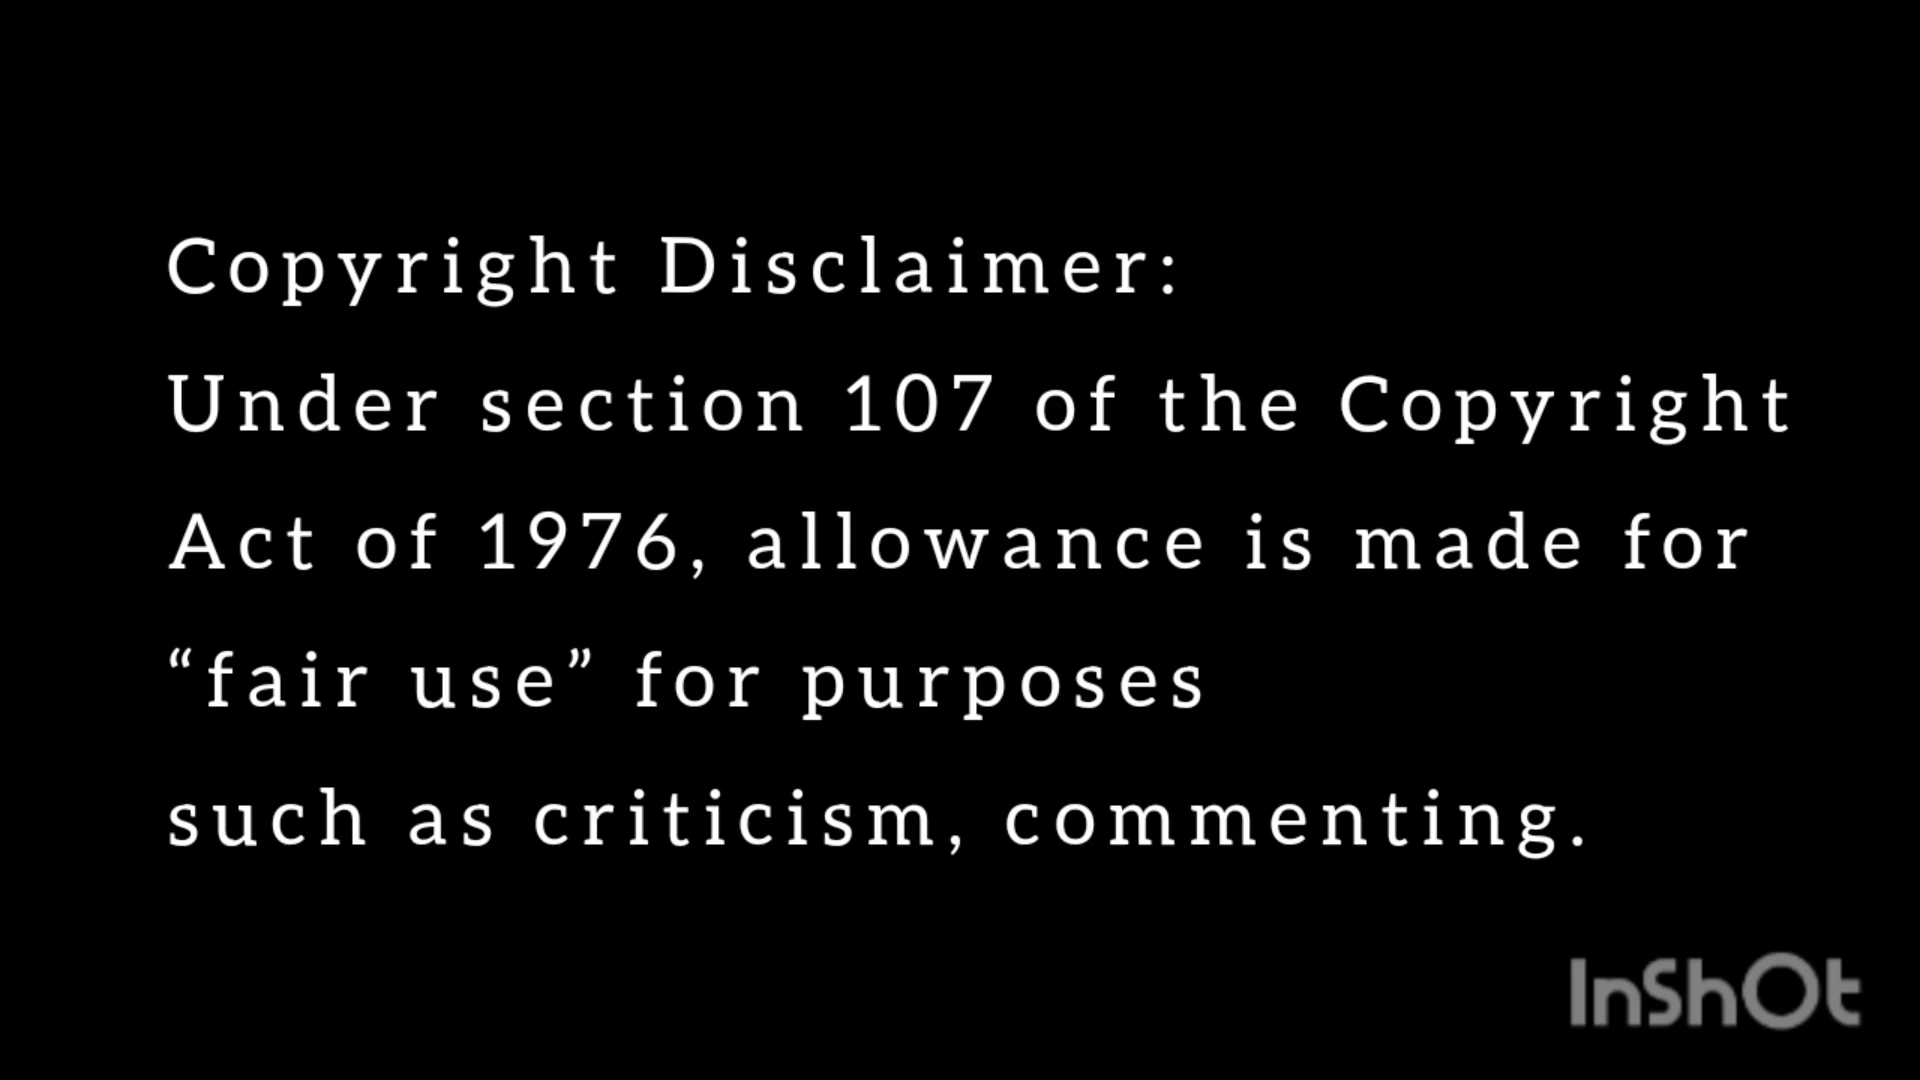 Copyright Disclaimer:
Under section 107 of the Copyright
Act of 1976, allowance is made for
“fair use” for purposes
such as criticism, commenting.
InShOt